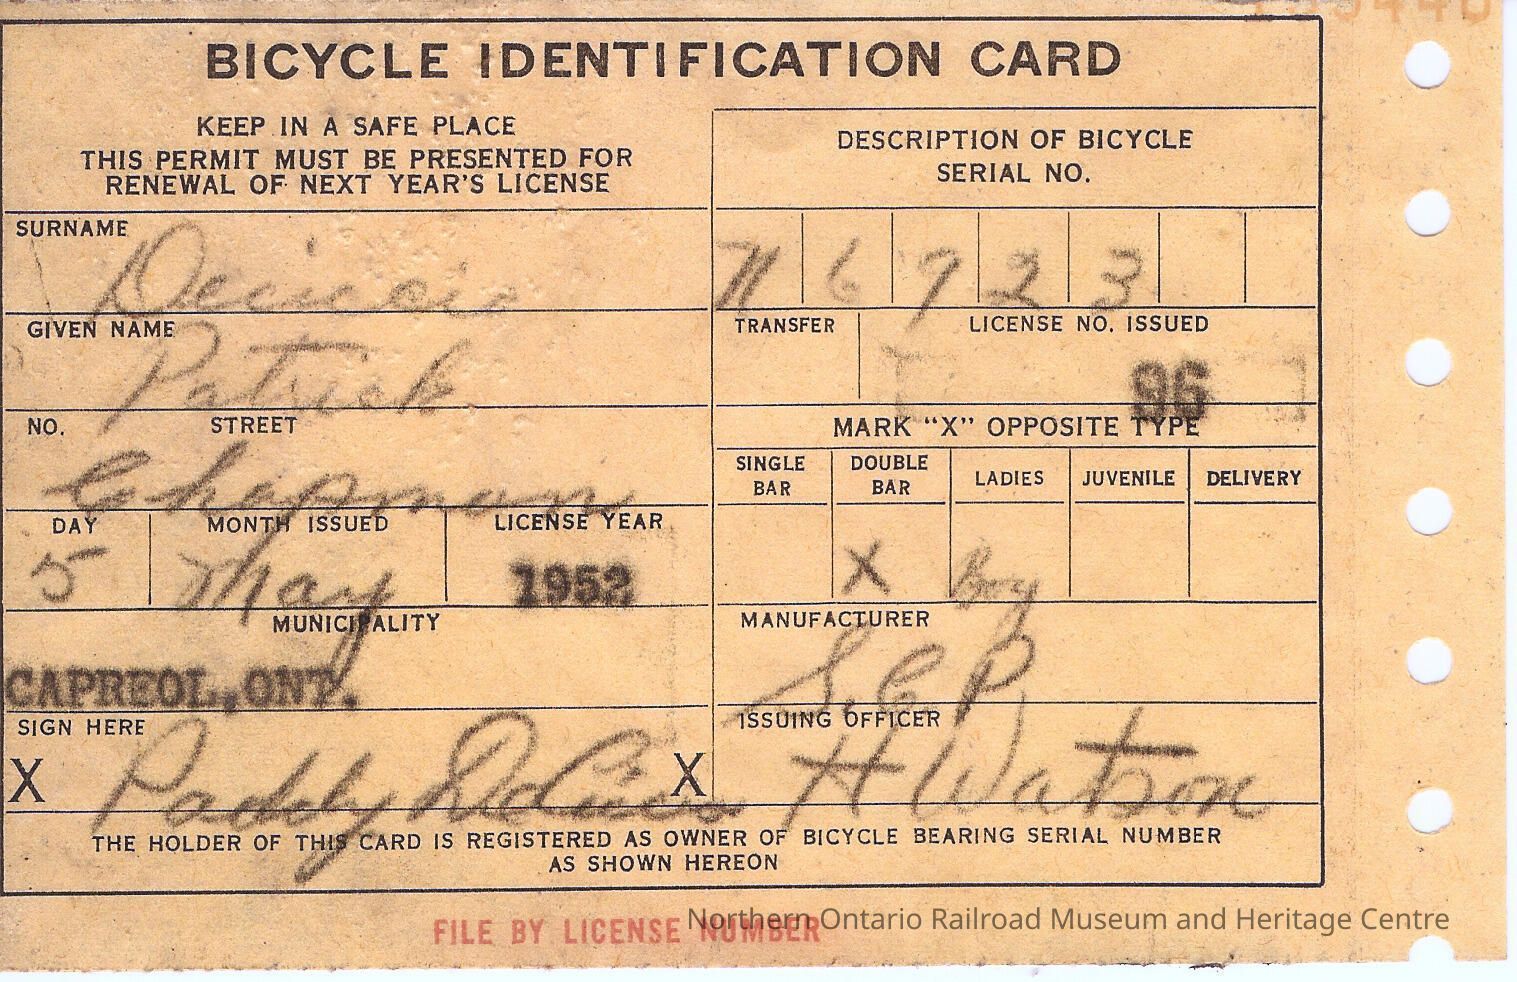 BICYCLE IDENTIFICATION CARD
KEEP IN A SAFE PLACE
THIS PERMIT MUST BE PRESENTED FOR
RENEWAL OF NEXT YEAR'S LICENSE
DESCRIPTION OF BICYCLE
SERIAL NO.
SURNAME
N 6 9 2 3
GIVEN NAME
Patrick
TRANSFER
LICENSE NO. ISSUED
96
NO. STREET
Chapman
MARK “X” OPPOSITE TYPE
SINGLE BAR
DOUBLE BAR
LADIES
JUVENILE
DELIVERY
X Boy
DAY MONTH ISSUED LICENSE YEAR
5 May 1952
MUNICIPALITY
CAPREOL, ONT.
MANUFACTURER
S.C.P.
SIGN HERE
X Paddy X
ISSUING OFFICER
H Watson
THE HOLDER OF THIS CARD IS REGISTERED AS OWNER OF BICYCLE BEARING SERIAL NUMBER
AS SHOWN HEREON
FILE BY LICENSE NUMBER
Northern Ontario Railroad Museum and Heritage Centre